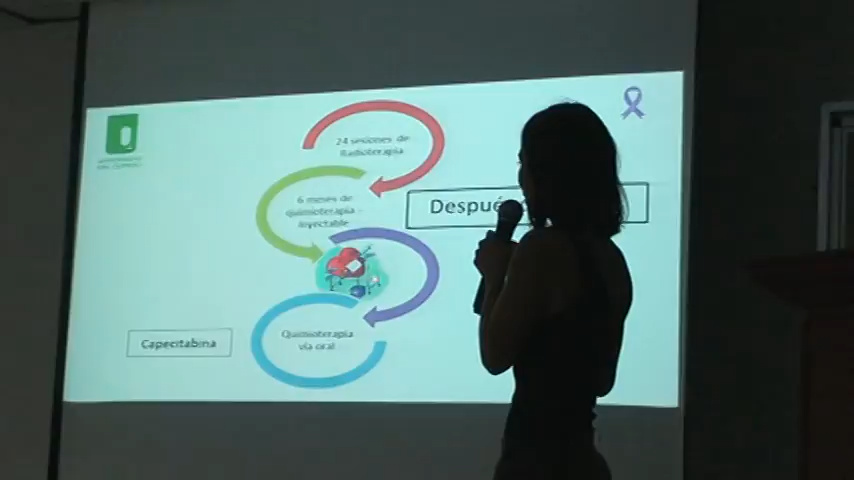 24 sesiones de
Radioterapia
6 meses de
quimioterapia -
inyectable
Después
Quimioterapia
vía oral
Capecitabina